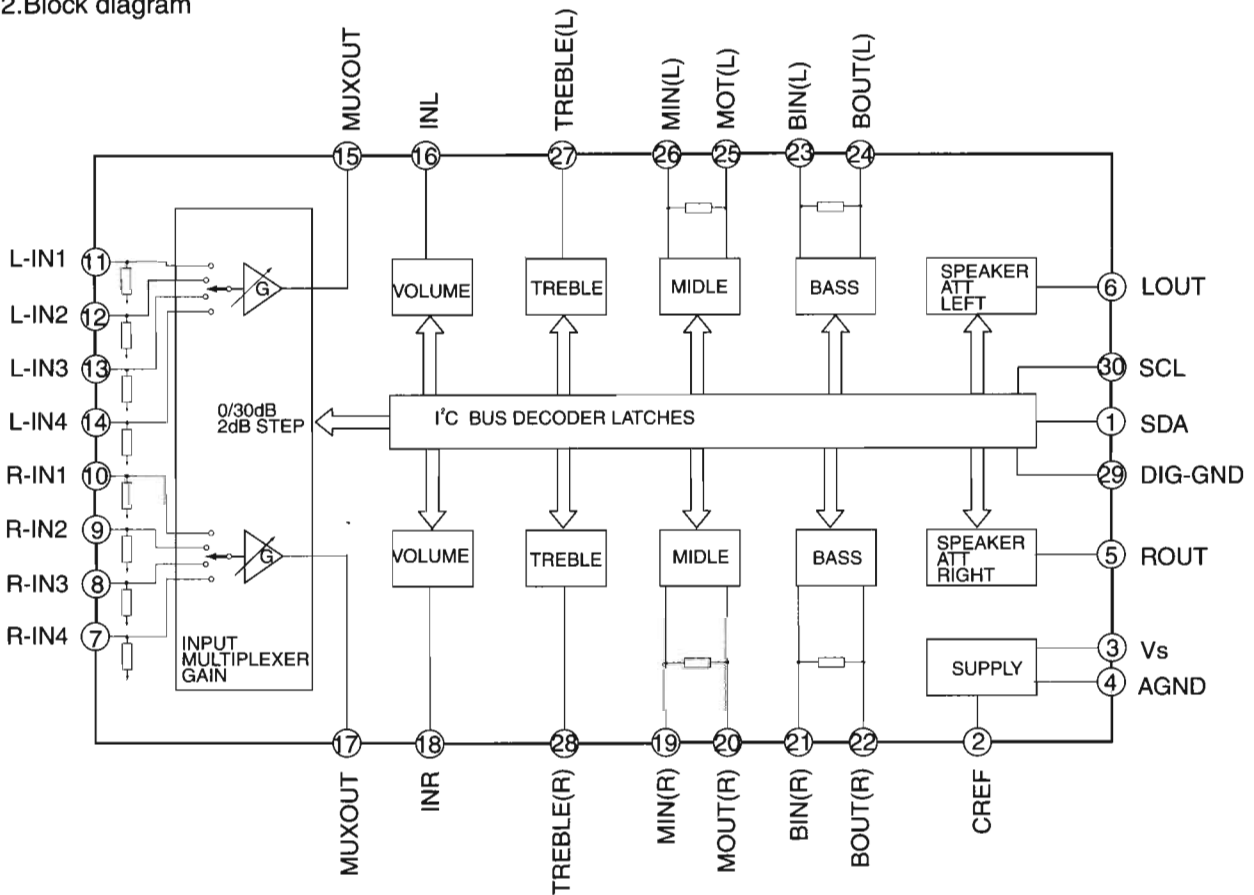 2.Block diagram
MUXOUT
INL
TREBLE(L)
MIN(L)
MOT(L)
BIN(L)
BOUT(L)
15
16
27
26
25
23
24
L-IN1
11
L-IN2
12
L-IN3
13
L-IN4
14
R-IN1
10
R-IN2
9
R-IN3
8
R-IN4
7
G
0/30dB
2dB STEP
G
INPUT
MULTIPLEXER
GAIN
VOLUME
TREBLE
MIDLE
BASS
SPEAKER
ATT
LEFT
I²C BUS DECODER LATCHES
VOLUME
TREBLE
MIDLE
BASS
SPEAKER
ATT
RIGHT
SUPPLY
6
LOUT
30
SCL
1
SDA
29
DIG-GND
5
ROUT
3
Vs
4
AGND
17
18
28
19
20
21
22
2
MUXOUT
INR
TREBLE(R)
MIN(R)
MOUT(R)
BIN(R)
BOUT(R)
CREF